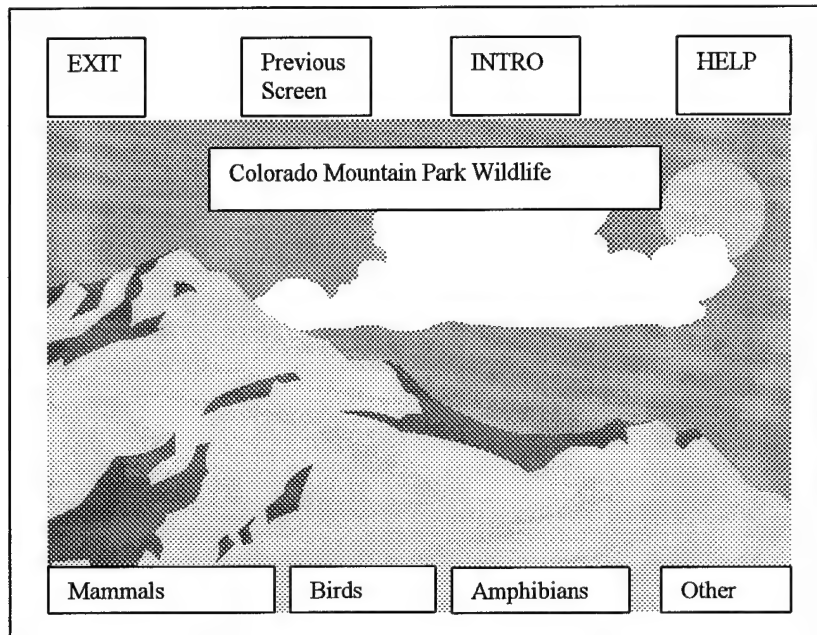 EXIT
Previous
Screen
INTRO
HELP
Colorado Mountain Park Wildlife
Mammals
Birds
Amphibians
Other